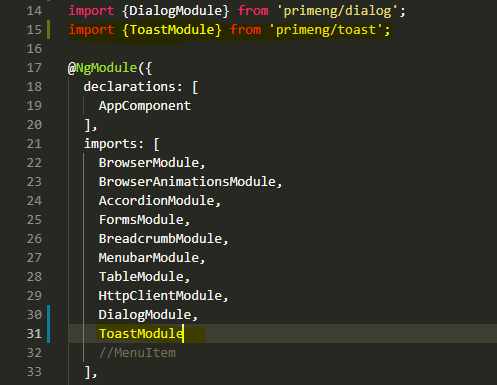 14 import {DialogModule} from 'primeng/dialog';
15 import {ToastModule} from 'primeng/toast';
16
17 @NgModule({
18 declarations: [
19 AppComponent
20 ],
21 imports: [
22 BrowserModule,
23 BrowserAnimationsModule,
24 AccordionModule,
25 FormsModule,
26 BreadcrumbModule,
27 MenubarModule,
28 TableModule,
29 HttpClientModule,
30 DialogModule,
31 ToastModule
32 //MenuItem
33 ],